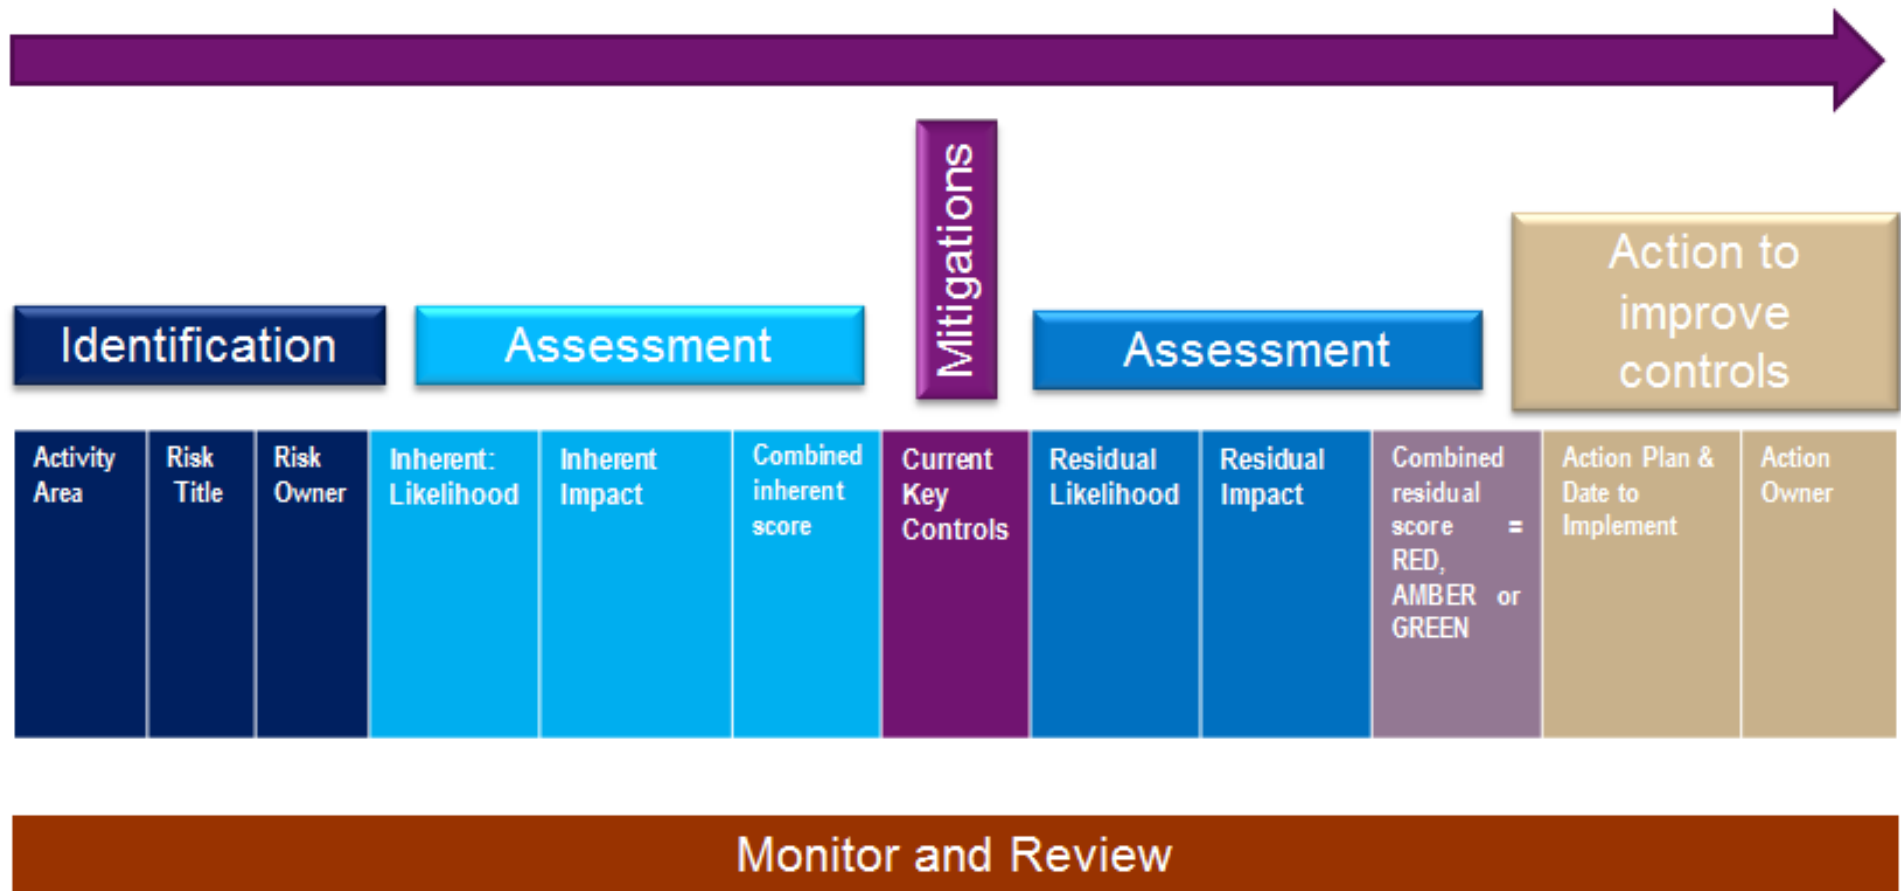 Mitigations
Action to
improve
controls
Identification
Assessment
Assessment
Activity
Area
Risk
Title
Risk
Owner
Inherent:
Likelihood
Inherent
Impact
Combined
inherent
score
Current
Key
Controls
Residual
Likelihood
Residual
Impact
Combined
residual
score =
RED,
AMBER or
GREEN
Action Plan &
Date to
Implement
Action
Owner
Monitor and Review